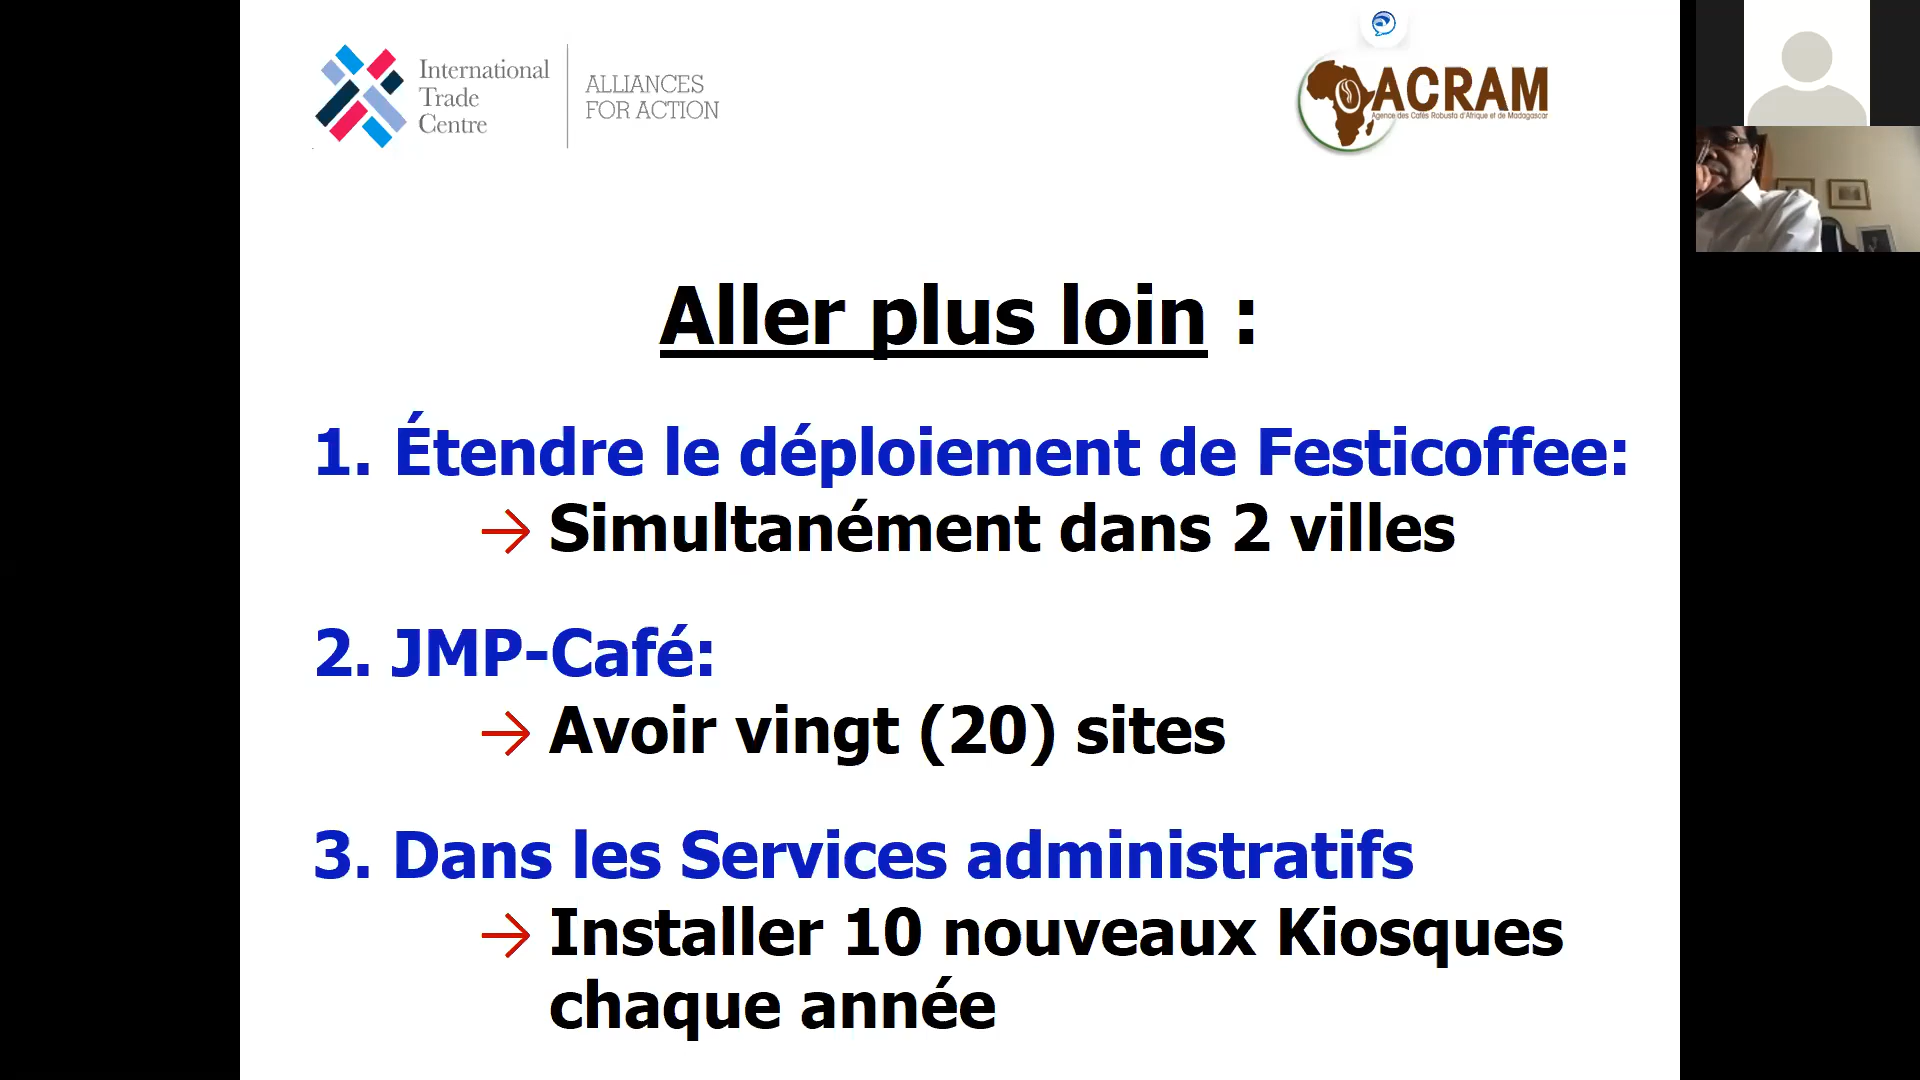 International
Trade
Centre
ALLIANCES
FOR ACTION
ACRAM
Agence des Cafés Robusta d'Afrique et de Madagascar
Aller plus loin :
1. Étendre le déploiement de Festicoffee:
→ Simultanément dans 2 villes
2. JMP-Café:
→ Avoir vingt (20) sites
3. Dans les Services administratifs
→ Installer 10 nouveaux Kiosques
chaque année